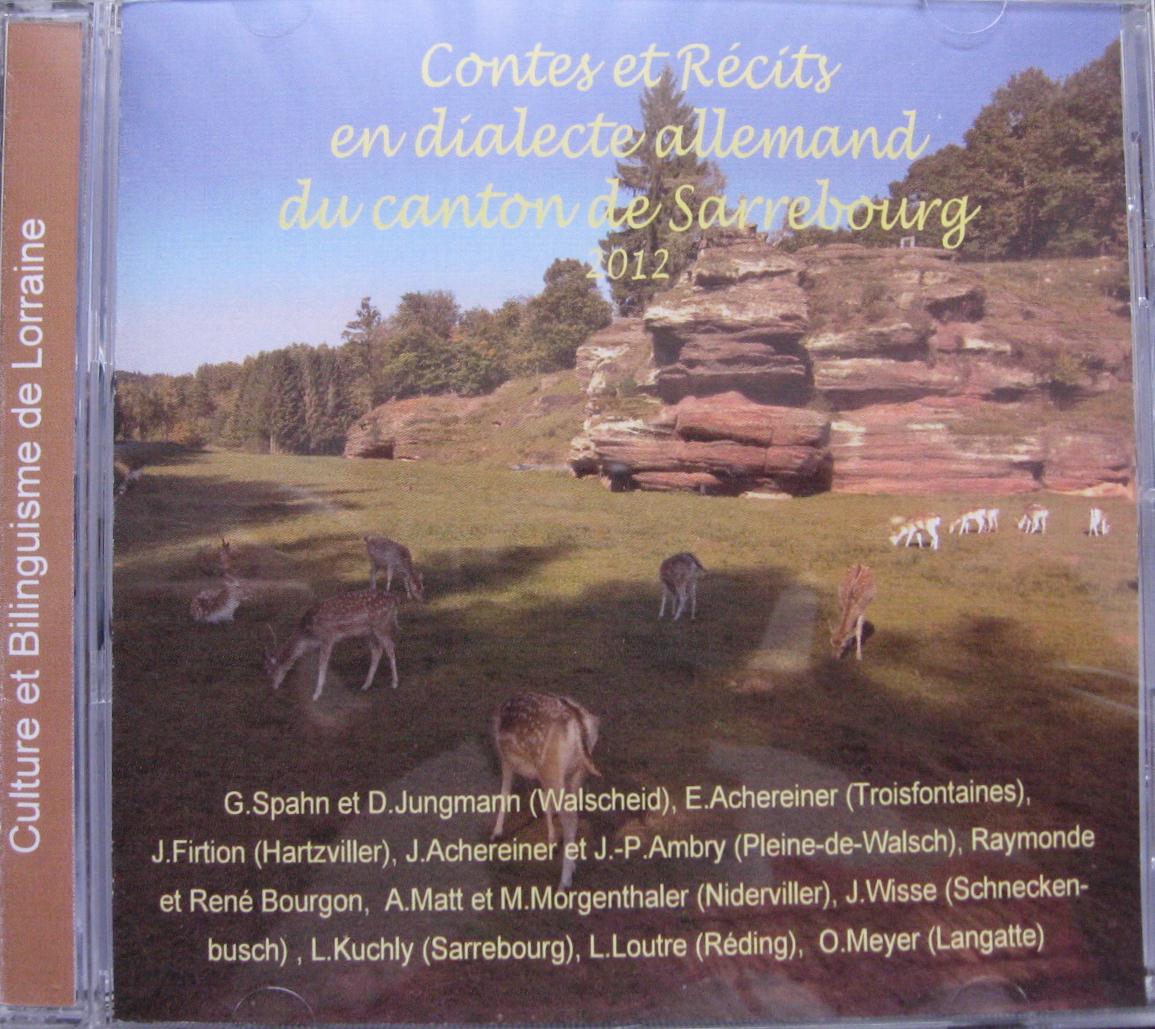 Culture et Bilinguisme de Lorraine
Contes et Récits
en dialecte allemand
du canton de Sarrebourg
2012
G.Spahn et D.Jungmann (Walscheid), E.Achereiner (Troisfontaines),
J.Firtion (Hartzviller), J.Achereiner et J.-P.Ambry (Pleine-de-Walsch), Raymonde
et René Bourgon, A.Matt et M.Morgenthaler (Niderviller), J.Wisse (Schnecken-
busch) , L.Kuchly (Sarrebourg), L.Loutre (Réding), O.Meyer (Langatte)